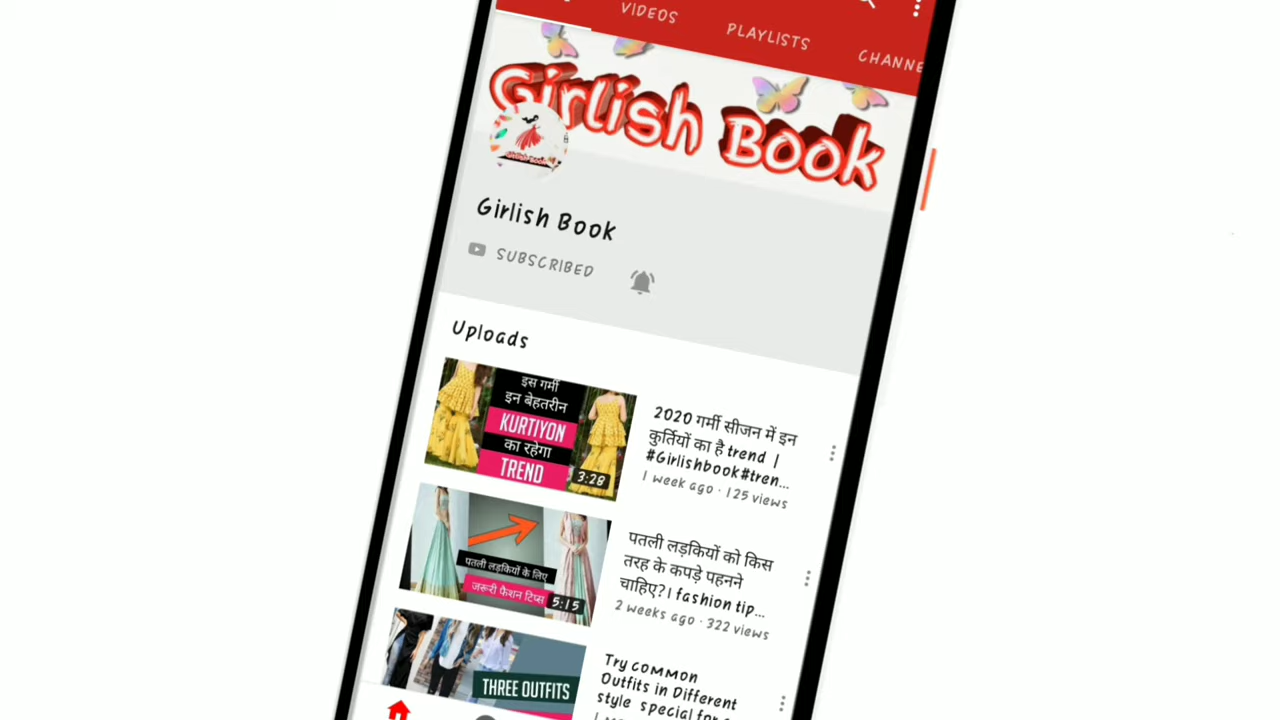 VIDEOS
PLAYLISTS
CHANNE
Girlish Book
Girlish Book
SUBSCRIBED
Uploads
इस गर्मी
इन बेहतरीन
KURTIYON
का रहेगा
TREND
3:28
2020 गर्मी सीजन में इन
कुर्तियों का है trend |
#Girlishbook#tren...
1 week ago · 125 views
पतली लड़कियों के लिए
जरूरी फैशन टिप्स
5:15
पतली लड़कियों को किस
तरह के कपड़े पहनने
चाहिए? | fashion tip...
2 weeks ago · 322 views
THREE OUTFITS
Try COMMON
Outfits in Different
style special for